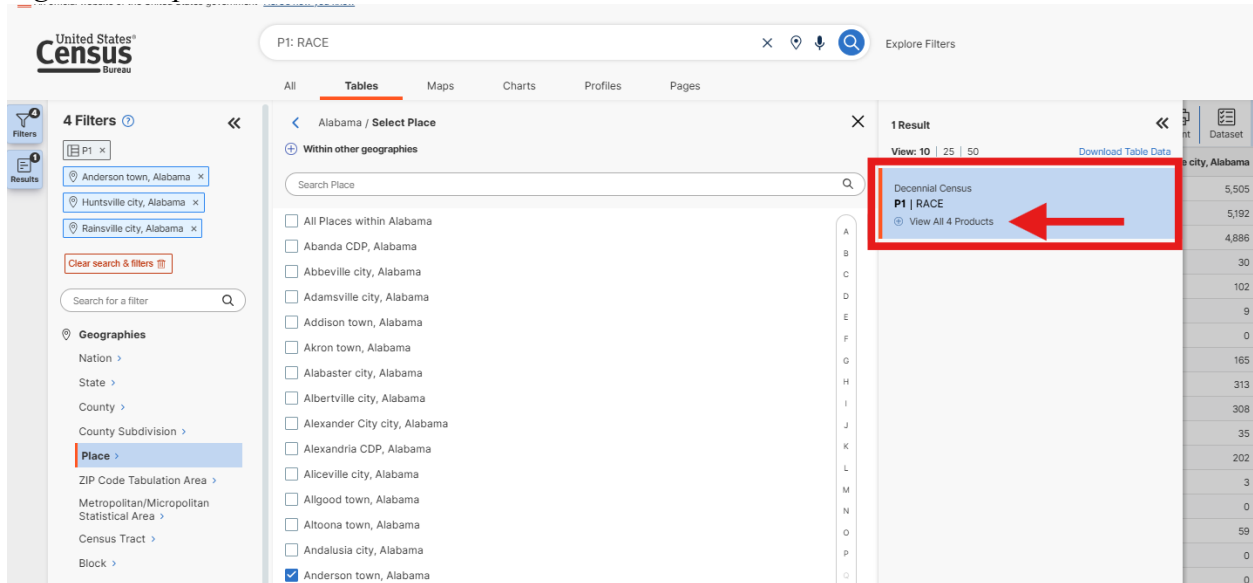 United States®
Census
Bureau
P1: RACE
Explore Filters
All Tables Maps Charts Profiles Pages
4
Filters
1
Results
4 Filters
P1 ×
Anderson town, Alabama ×
Huntsville city, Alabama ×
Rainsville city, Alabama ×
Clear search & filters
Search for a filter
Geographies
Nation >
State >
County >
County Subdivision >
Place >
ZIP Code Tabulation Area >
Metropolitan/Micropolitan
Statistical Area >
Census Tract >
Block >
Alabama / Select Place
Within other geographies
Search Place
All Places within Alabama
Abanda CDP, Alabama
Abbeville city, Alabama
Adamsville city, Alabama
Addison town, Alabama
Akron town, Alabama
Alabaster city, Alabama
Albertville city, Alabama
Alexander City city, Alabama
Alexandria CDP, Alabama
Aliceville city, Alabama
Allgood town, Alabama
Altoona town, Alabama
Andalusia city, Alabama
Anderson town, Alabama
A
B
C
D
E
F
G
H
I
J
K
L
M
N
O
P
Q
1 Result
View: 10 | 25 | 50 Download Table Data
Decennial Census
P1 | RACE
View All 4 Products
Dataset
city, Alabama
5,505
5,192
4,886
30
102
9
0
165
313
308
35
202
3
0
59
0